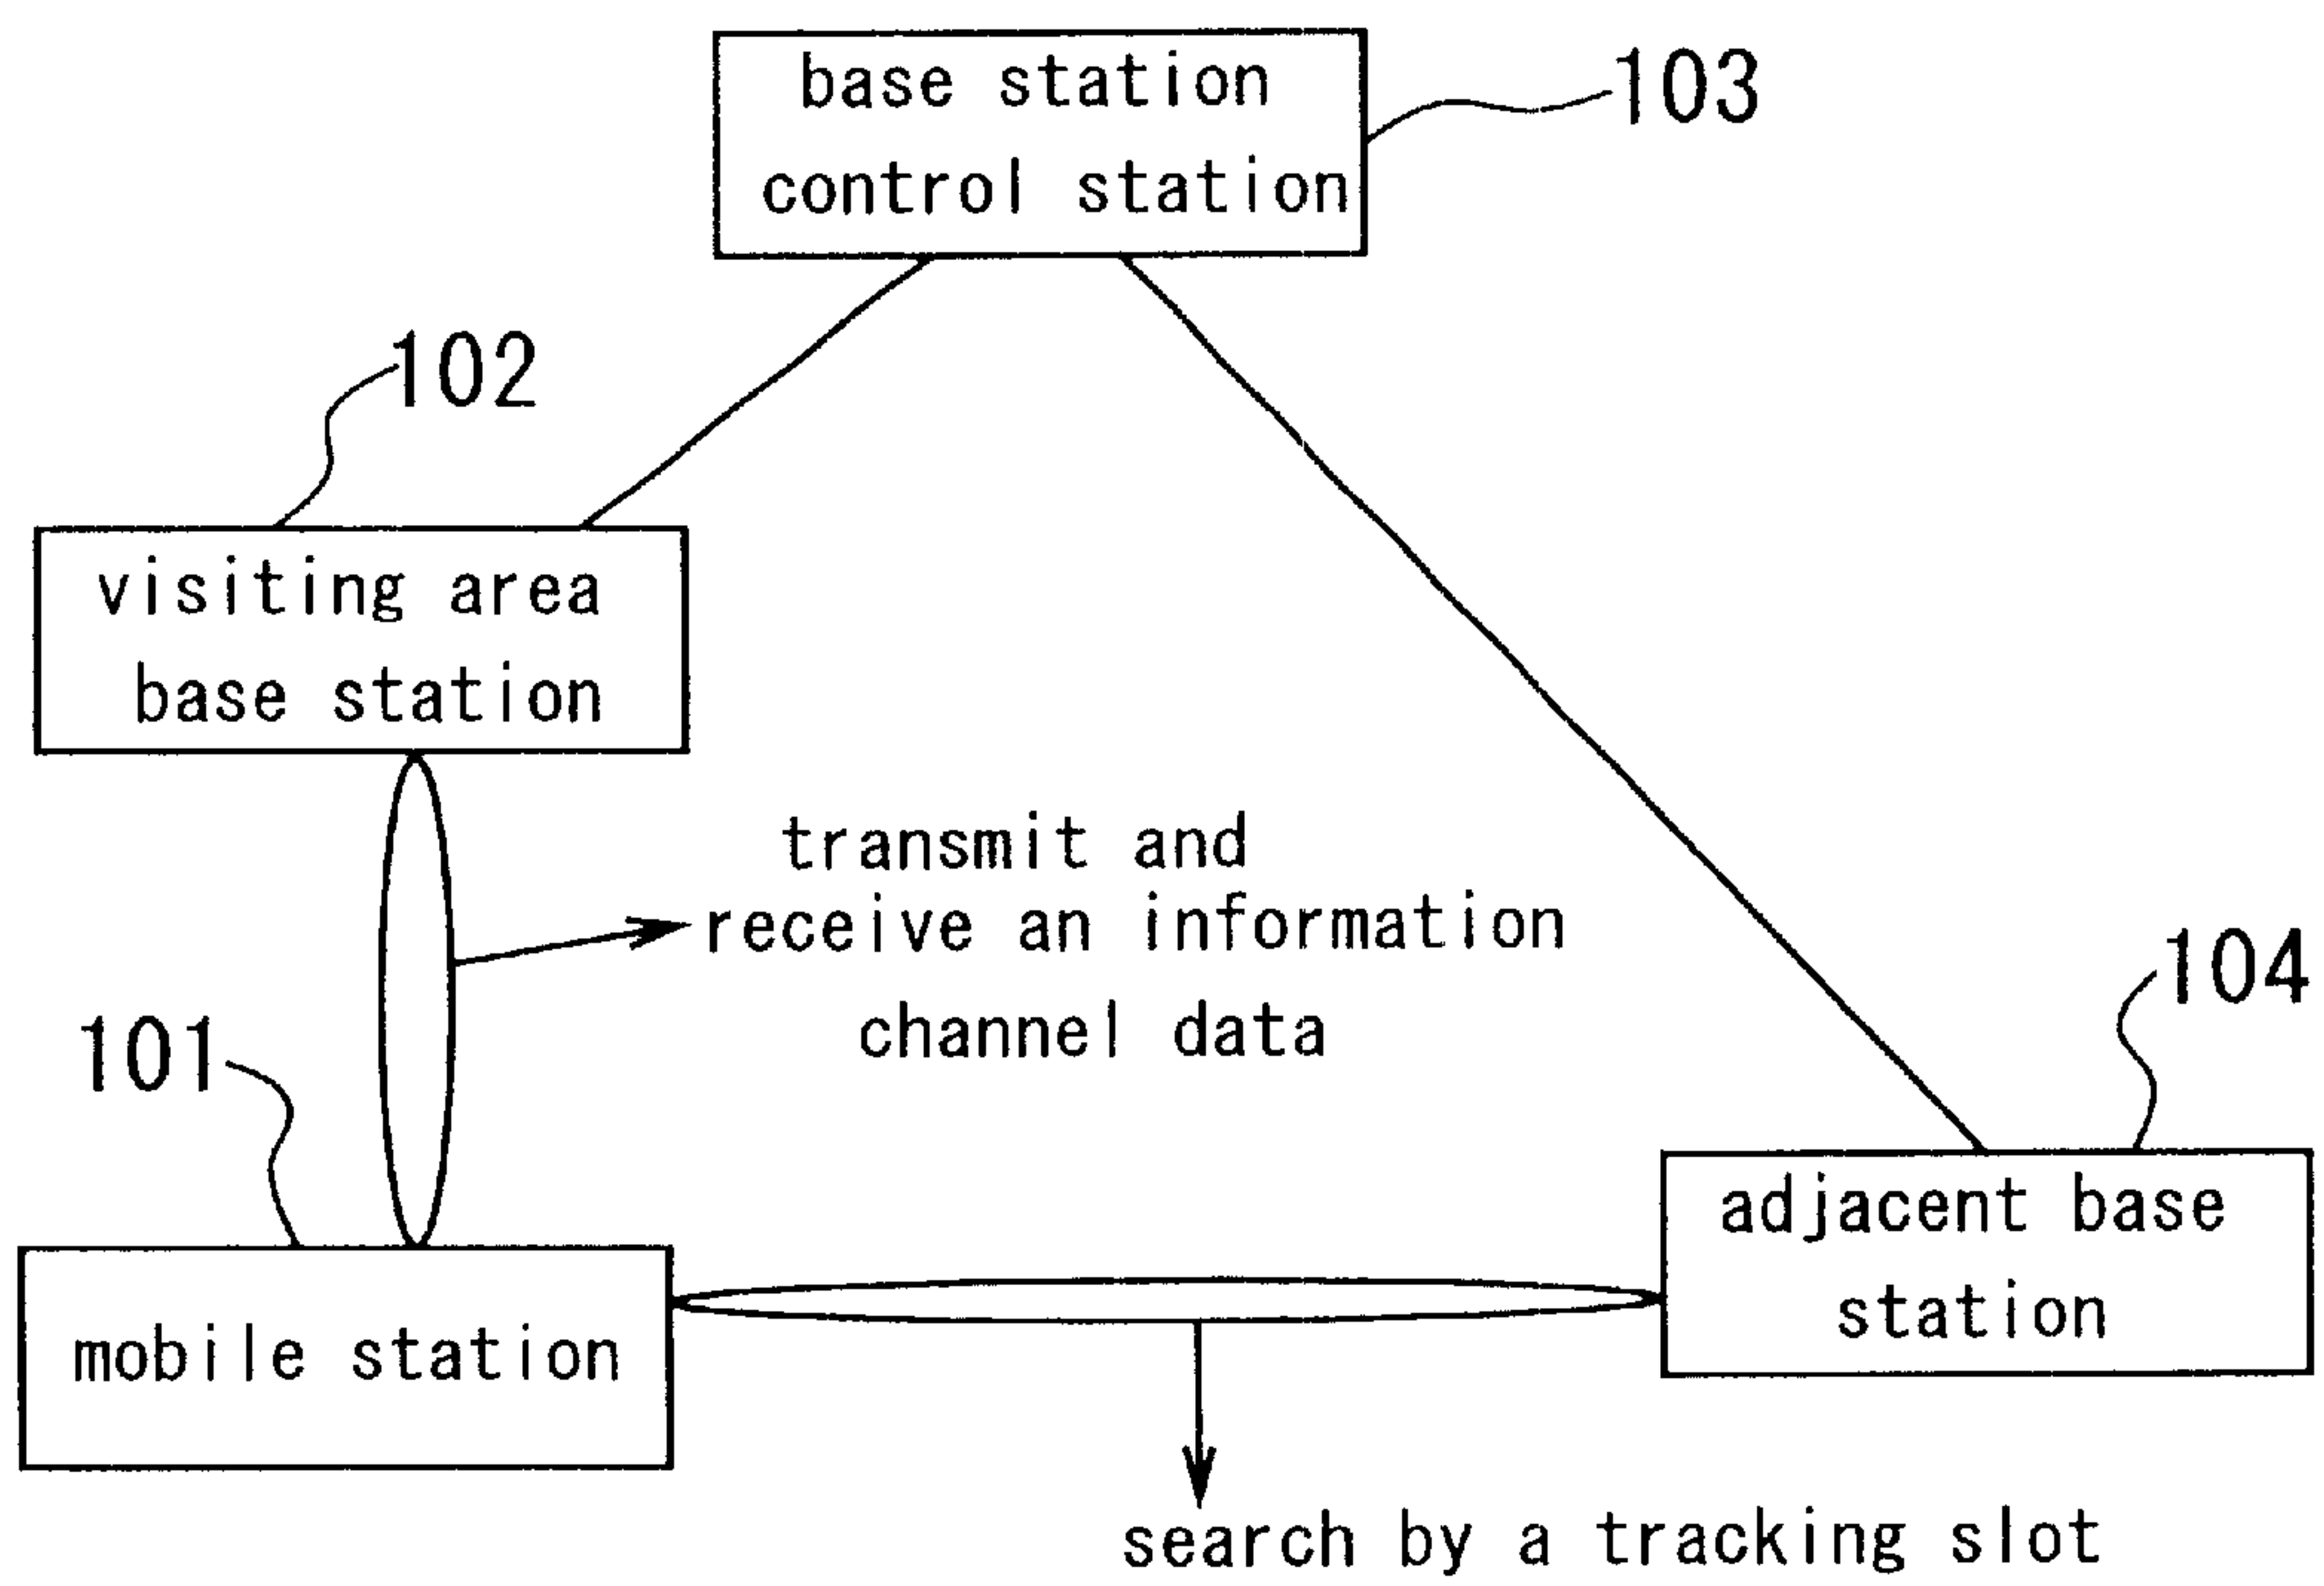 base station
control station
103
102
visiting area
base station
transmit and
receive an information
channel data
104
101
adjacent base
station
mobile station
search by a tracking slot